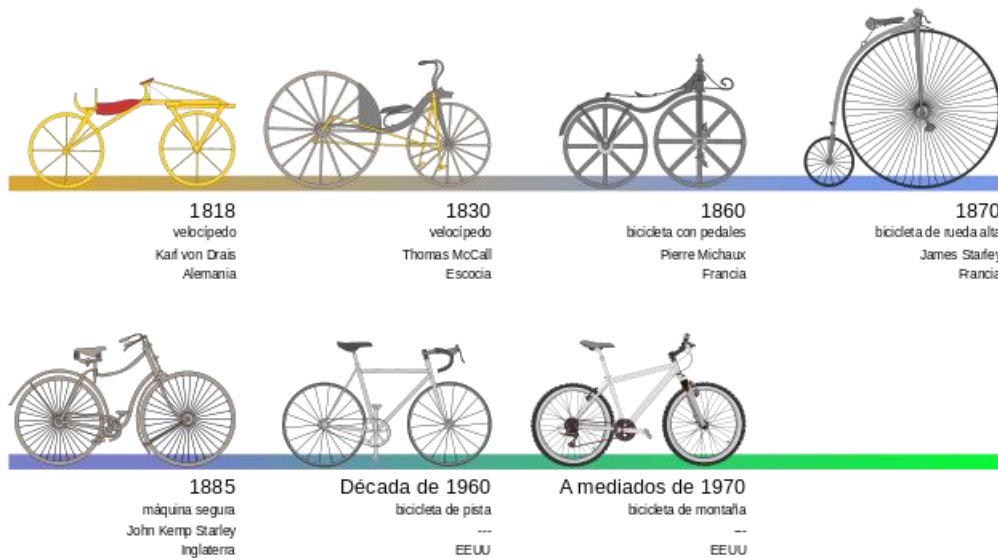 1818
velocípedo
Karl von Drais
Alemania
1830
velocípedo
Thomas McCall
Escocia
1860
bicicleta con pedales
Pierre Michaux
Francia
1870
bicicleta de rueda alta
James Starley
Francia
1885
máquina segura
John Kemp Starley
Inglaterra
Década de 1960
bicicleta de pista
---
EEUU
A mediados de 1970
bicicleta de montaña
---
EEUU